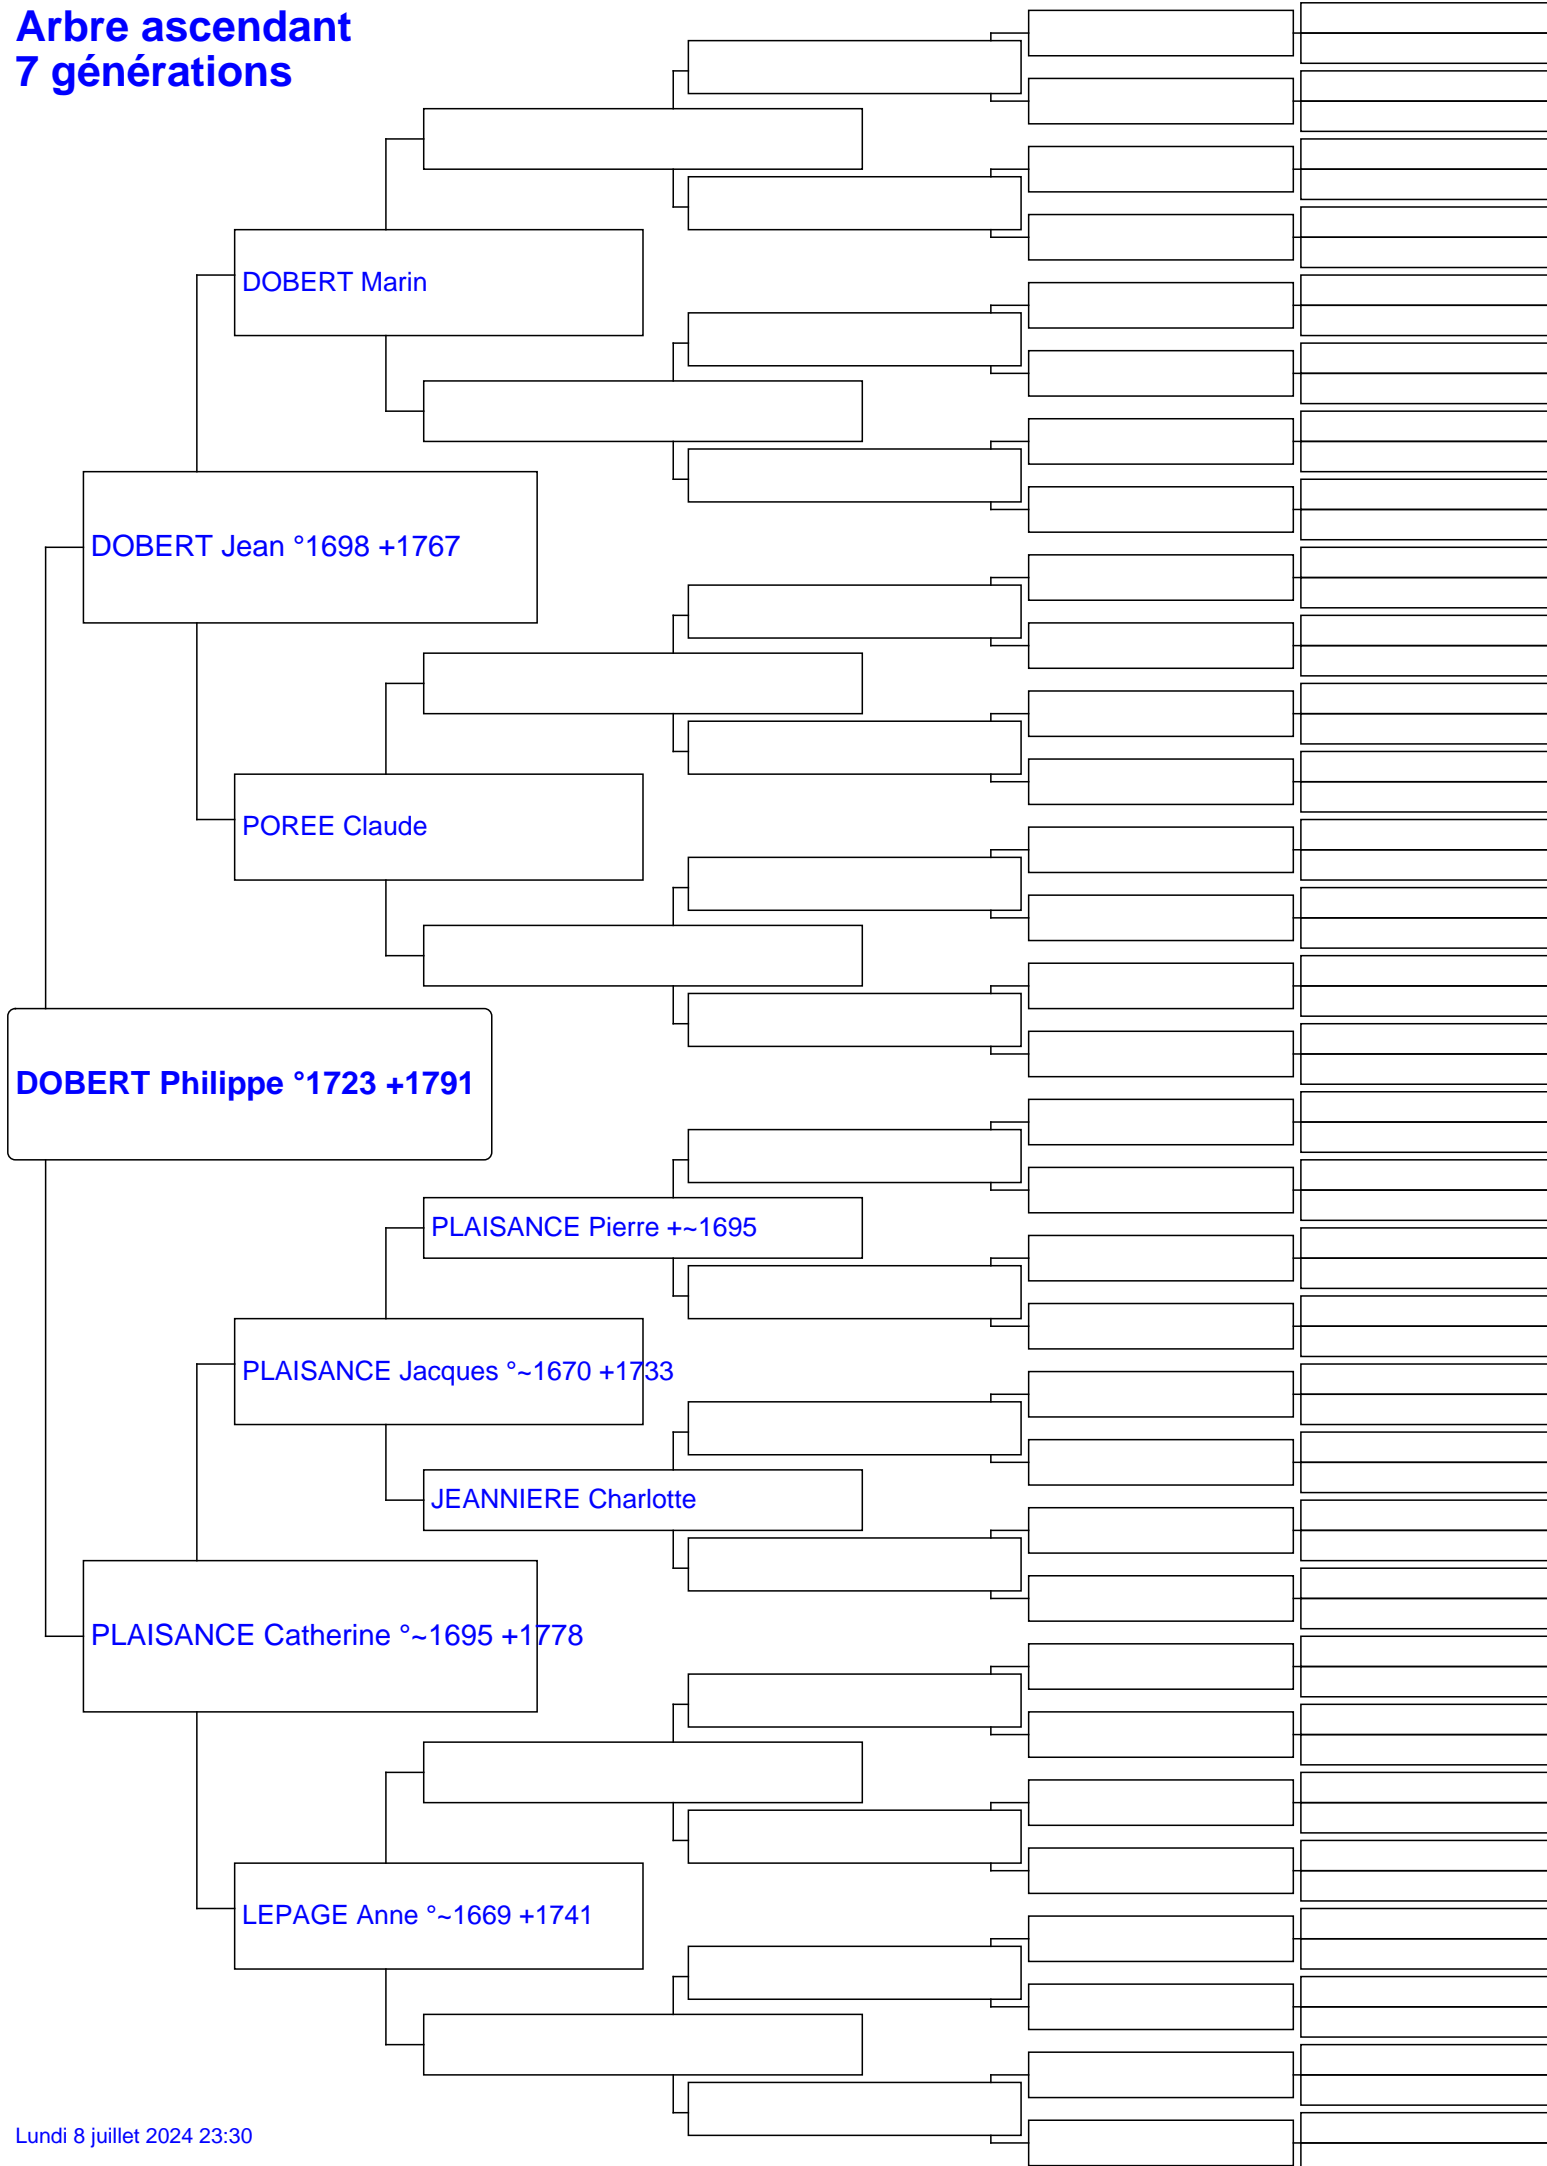 Arbre ascendant
7 générations
DOBERT Marin
DOBERT Jean °1698 +1767
POREE Claude
DOBERT Philippe °1723 +1791
PLAISANCE Pierre +~1695
PLAISANCE Jacques °~1670 +1733
JEANNIERE Charlotte
PLAISANCE Catherine °~1695 +1778
LEPAGE Anne °~1669 +1741
Lundi 8 juillet 2024 23:30